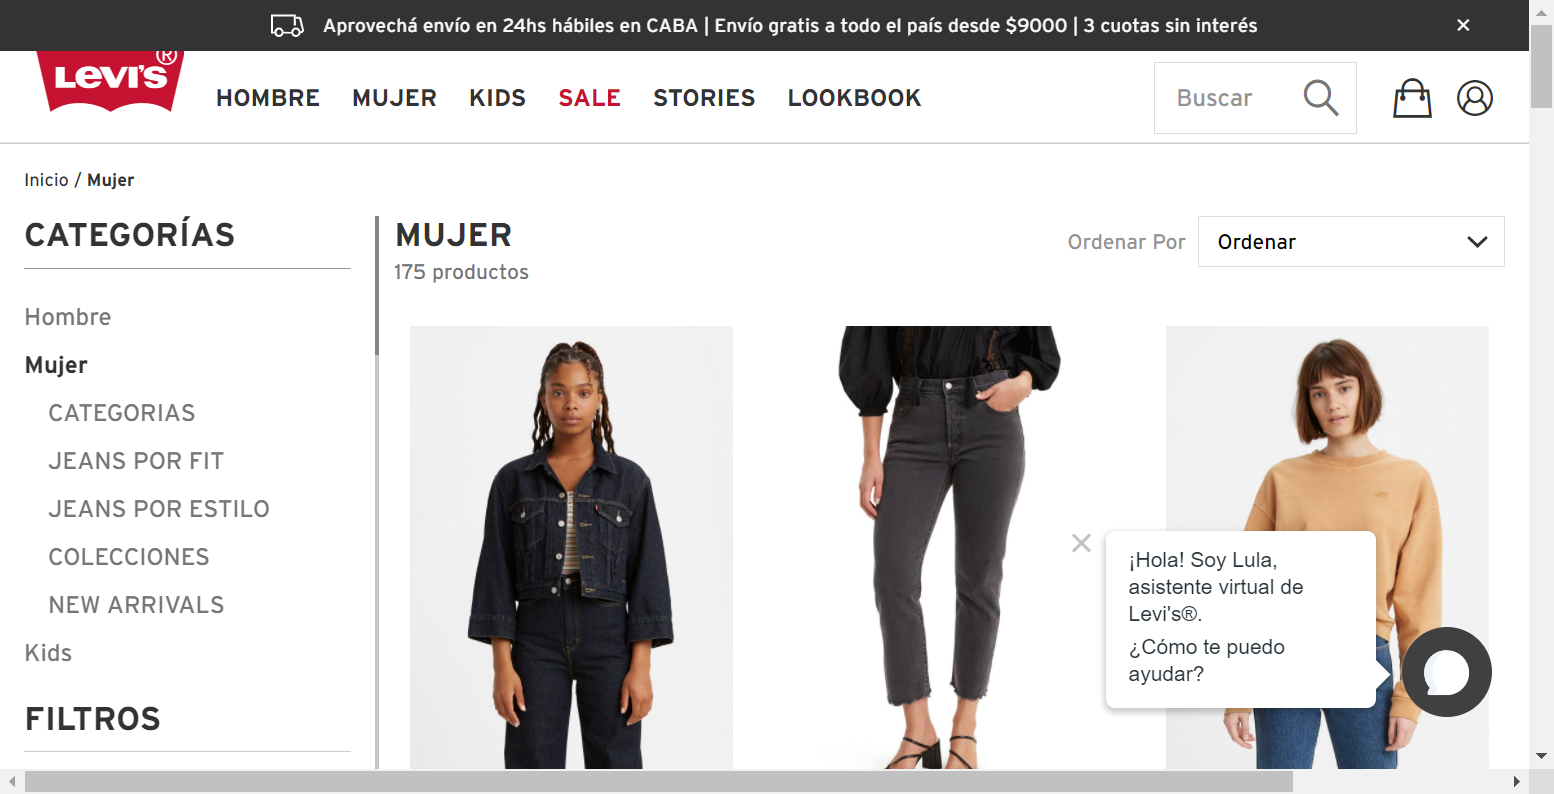 Aprovechá envío en 24hs hábiles en CABA | Envío gratis a todo el país desde $9000 | 3 cuotas sin interés
LEVI'S ®
HOMBRE MUJER KIDS SALE STORIES LOOKBOOK
Buscar
Inicio / Mujer
CATEGORÍAS
Hombre
Mujer
CATEGORIAS
JEANS POR FIT
JEANS POR ESTILO
COLECCIONES
NEW ARRIVALS
Kids
FILTROS
MUJER
175 productos
Ordenar Por
Ordenar
¡Hola! Soy Lula,
asistente virtual de
Levi's®.
¿Cómo te puedo
ayudar?